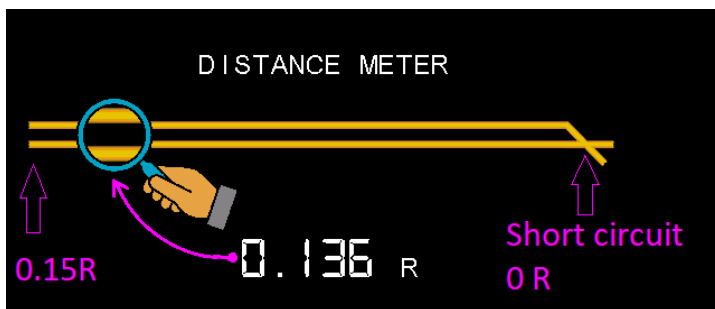 DISTANCE METER
0.15R
0.136 R
Short circuit
0 R